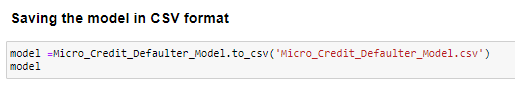 Saving the model in CSV format
model =Micro_Credit_Defaulter_Model.to_csv('Micro_Credit_Defaulter_Model.csv')
model